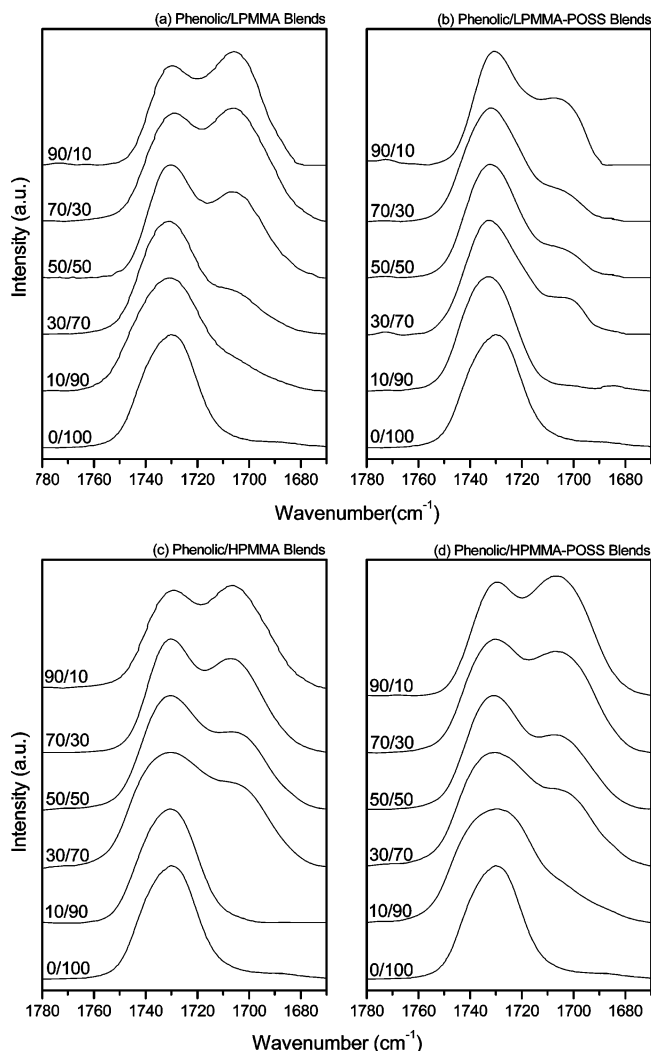 (a) Phenolic/LPMMA Blends
90/10
70/30
50/50
30/70
10/90
0/100
Intensity (a.u.)
780 1760 1740 1720 1700 1680
(b) Phenolic/LPMMA-POSS Blends
90/10
70/30
50/50
30/70
10/90
0/100
1780 1760 1740 1720 1700 1680
Wavenumber(cm-1)
(c) Phenolic/HPMMA Blends
90/10
70/30
50/50
30/70
10/90
0/100
Intensity (a.u.)
1780 1760 1740 1720 1700 1680
(d) Phenolic/HPMMA-POSS Blends
90/10
70/30
50/50
30/70
10/90
0/100
1780 1760 1740 1720 1700 1680
Wavenumber (cm-1)